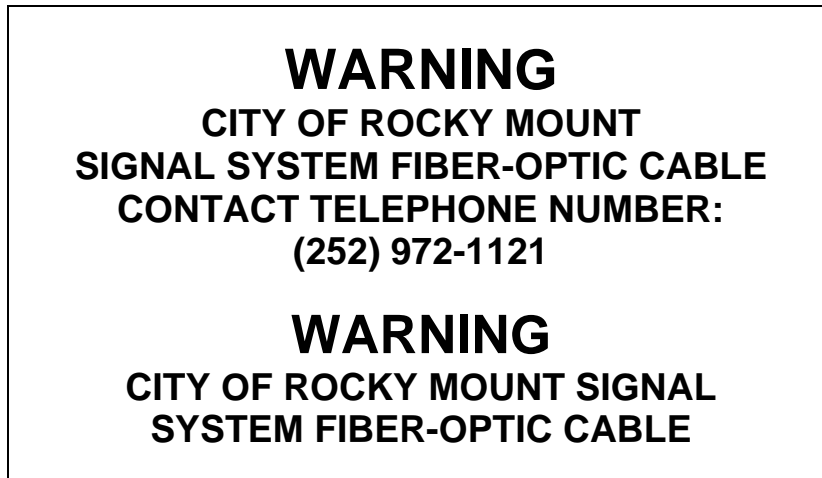 WARNING
CITY OF ROCKY MOUNT
SIGNAL SYSTEM FIBER-OPTIC CABLE
CONTACT TELEPHONE NUMBER:
(252) 972-1121
WARNING
CITY OF ROCKY MOUNT SIGNAL
SYSTEM FIBER-OPTIC CABLE